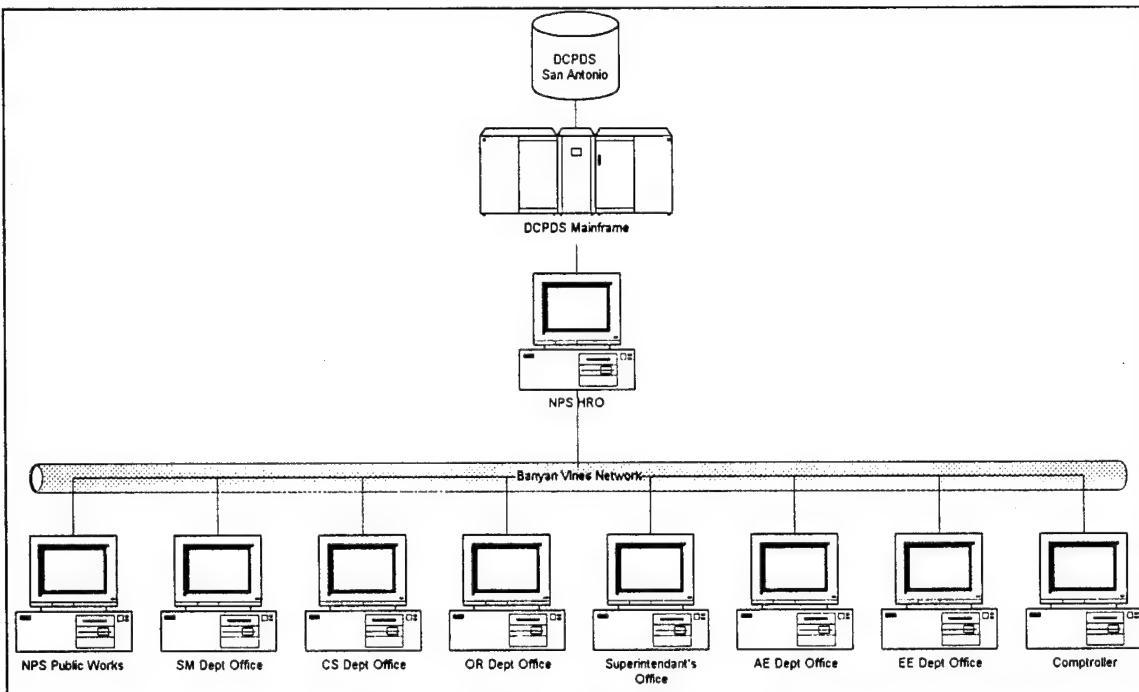 DCPDS
San Antonio
DCPDS Mainframe
NPS HRO
Banyan Vines Network
NPS Public Works
SM Dept Office
CS Dept Office
OR Dept Office
Superintendant's
Office
AE Dept Office
EE Dept Office
Comptroller